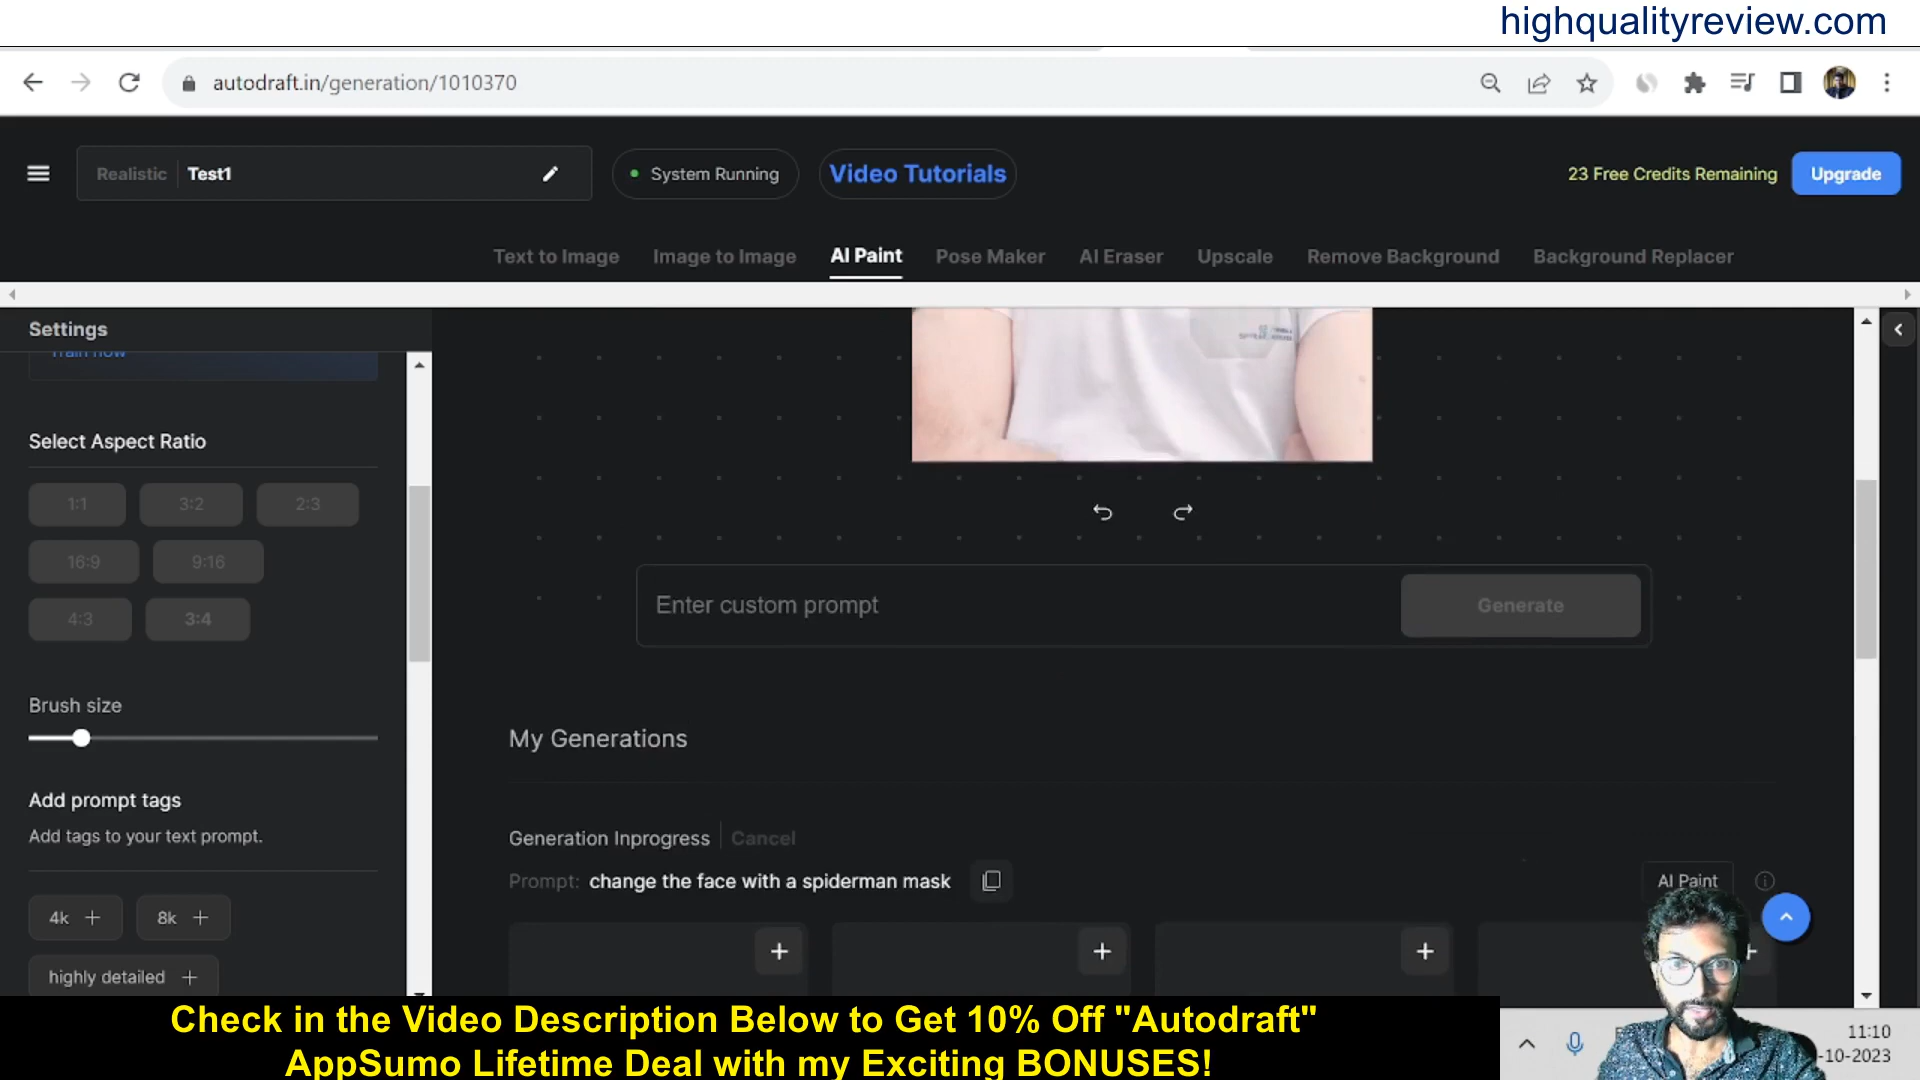 highqualityreview.com
autodraft.in/generation/1010370
Realistic Test1
System Running
Video Tutorials
23 Free Credits Remaining
Upgrade
Text to Image Image to Image AI Paint Pose Maker AI Eraser Upscale Remove Background Background Replacer
Settings
Train now
Select Aspect Ratio
1:1 3:2 2:3
16:9 9:16
4:3 3:4
Brush size
Add prompt tags
Add tags to your text prompt.
4k + 8k +
highly detailed +
Enter custom prompt
Generate
My Generations
Generation Inprogress Cancel
Prompt: change the face with a spiderman mask
AI Paint
Check in the Video Description Below to Get 10% Off "Autodraft"
AppSumo Lifetime Deal with my Exciting BONUSES!
11:10
-10-2023